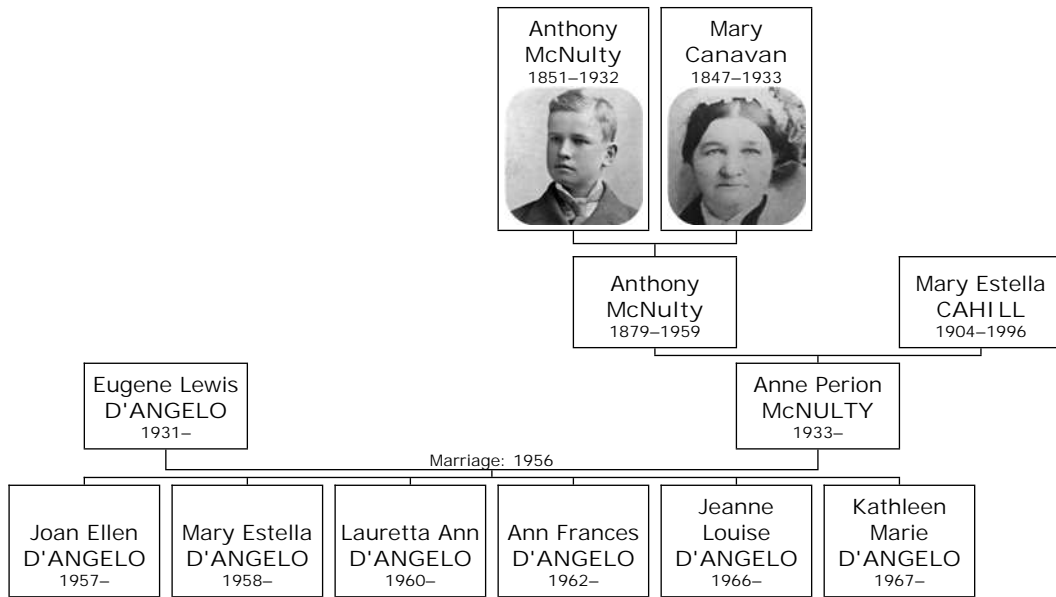 Anthony
McNulty
1851–1932
Mary
Canavan
1847–1933
Anthony
McNulty
1879–1959
Mary Estella
CAHILL
1904–1996
Eugene Lewis
D'ANGELO
1931–
Anne Perion
McNULTY
1933–
Marriage: 1956
Joan Ellen
D'ANGELO
1957–
Mary Estella
D'ANGELO
1958–
Lauretta Ann
D'ANGELO
1960–
Ann Frances
D'ANGELO
1962–
Jeanne
Louise
D'ANGELO
1966–
Kathleen
Marie
D'ANGELO
1967–